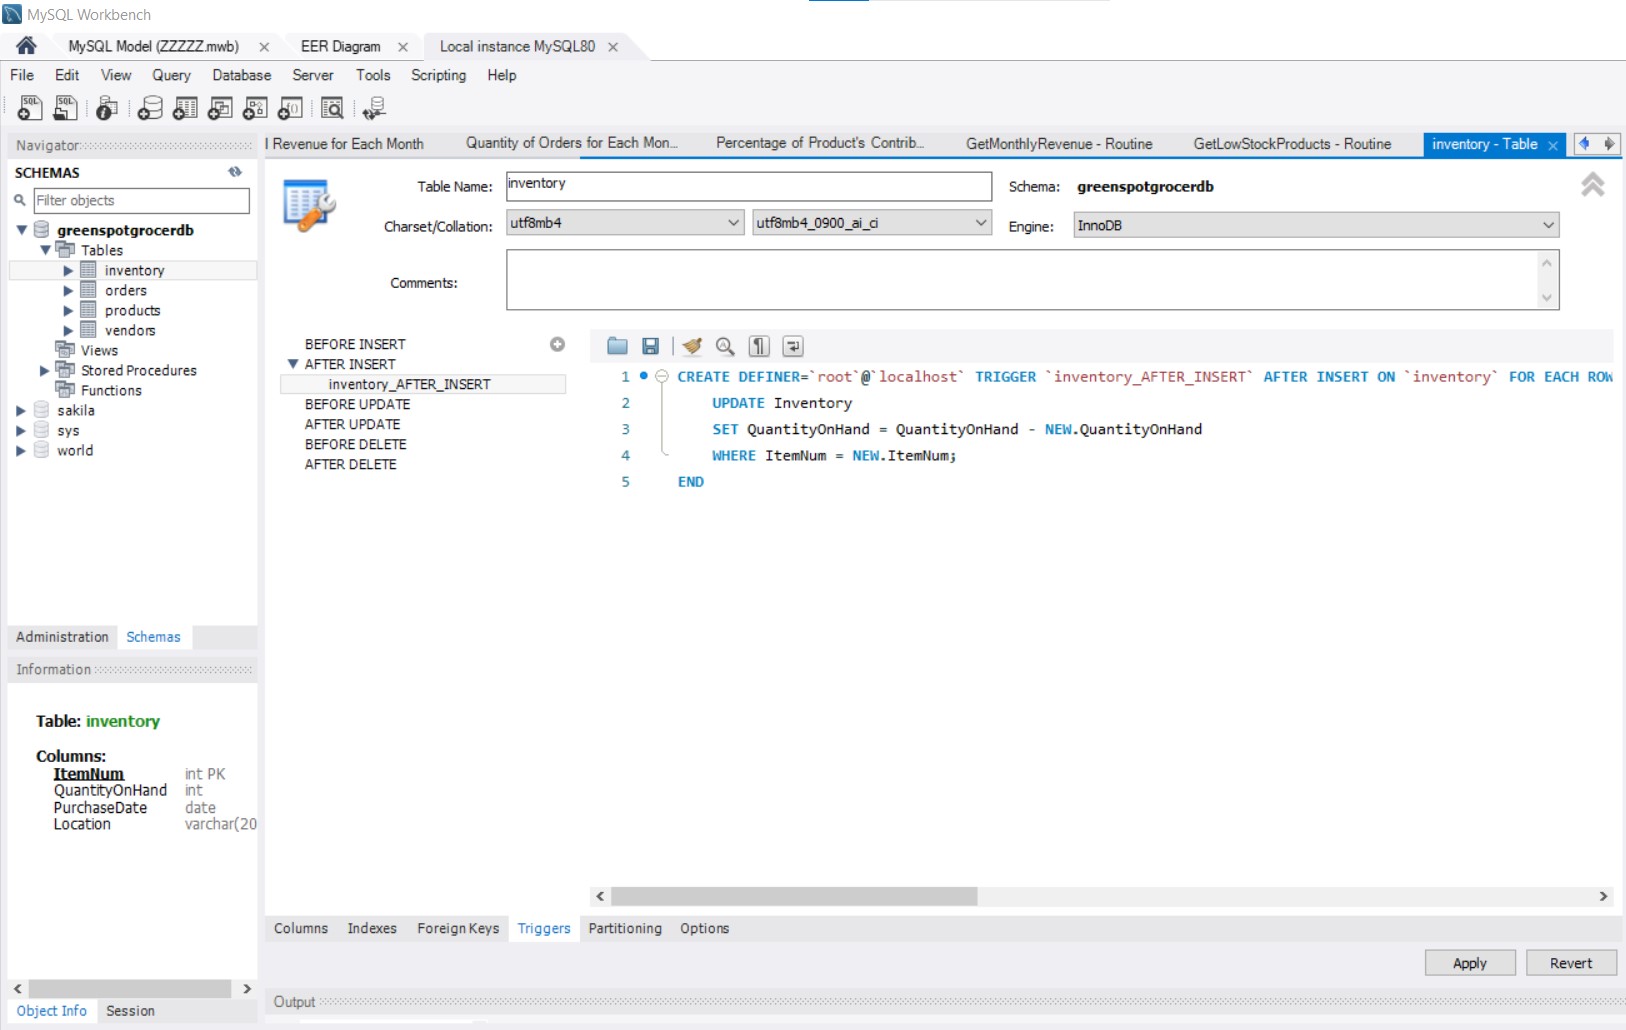 MySQL Workbench
MySQL Model (ZZZZZ.mwb)
EER Diagram
Local instance MySQL80
File Edit View Query Database Server Tools Scripting Help
Navigator
l Revenue for Each Month
Quantity of Orders for Each Mon...
Percentage of Product's Contrib...
GetMonthlyRevenue - Routine
GetLowStockProducts - Routine
inventory - Table
SCHEMAS
Filter objects
greenspotgrocerdb
Tables
inventory
orders
products
vendors
Views
Stored Procedures
Functions
sakila
sys
world
Administration Schemas
Information
Table: inventory
Columns:
ItemNum int PK
QuantityOnHand int
PurchaseDate date
Location varchar(20
Object Info Session
Table Name: inventory
Schema: greenspotgrocerdb
Charset/Collation: utf8mb4 utf8mb4_0900_ai_ci
Engine: InnoDB
Comments:
BEFORE INSERT
AFTER INSERT
inventory_AFTER_INSERT
BEFORE UPDATE
AFTER UPDATE
BEFORE DELETE
AFTER DELETE
1 CREATE DEFINER=`root`@`localhost` TRIGGER `inventory_AFTER_INSERT` AFTER INSERT ON `inventory` FOR EACH ROW
2 UPDATE Inventory
3 SET QuantityOnHand = QuantityOnHand - NEW.QuantityOnHand
4 WHERE ItemNum = NEW.ItemNum;
5 END
Columns Indexes Foreign Keys Triggers Partitioning Options
Apply Revert
Output